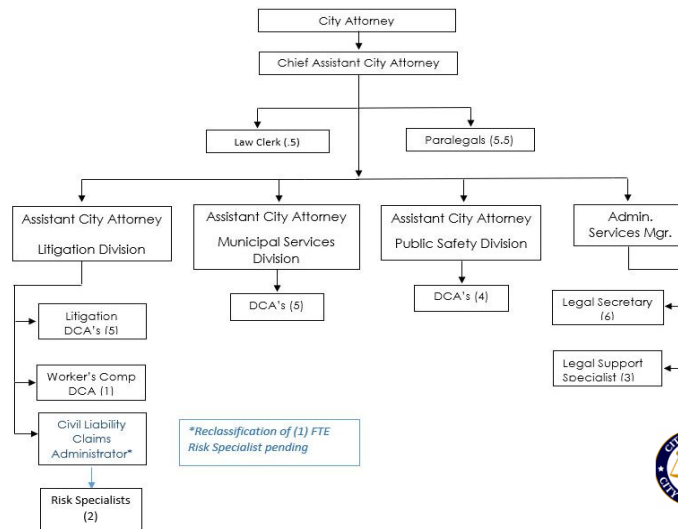 City Attorney
Chief Assistant City Attorney
Law Clerk (.5)
Paralegals (5.5)
Assistant City Attorney
Litigation Division
Assistant City Attorney
Municipal Services
Division
Assistant City Attorney
Public Safety Division
Admin.
Services Mgr.
Litigation
DCA's (5)
DCA's (5)
DCA's (4)
Legal Secretary
(6)
Worker's Comp
DCA (1)
Legal Support
Specialist (3)
Civil Liability
Claims
Administrator*
*Reclassification of (1) FTE
Risk Specialist pending
Risk Specialists
(2)